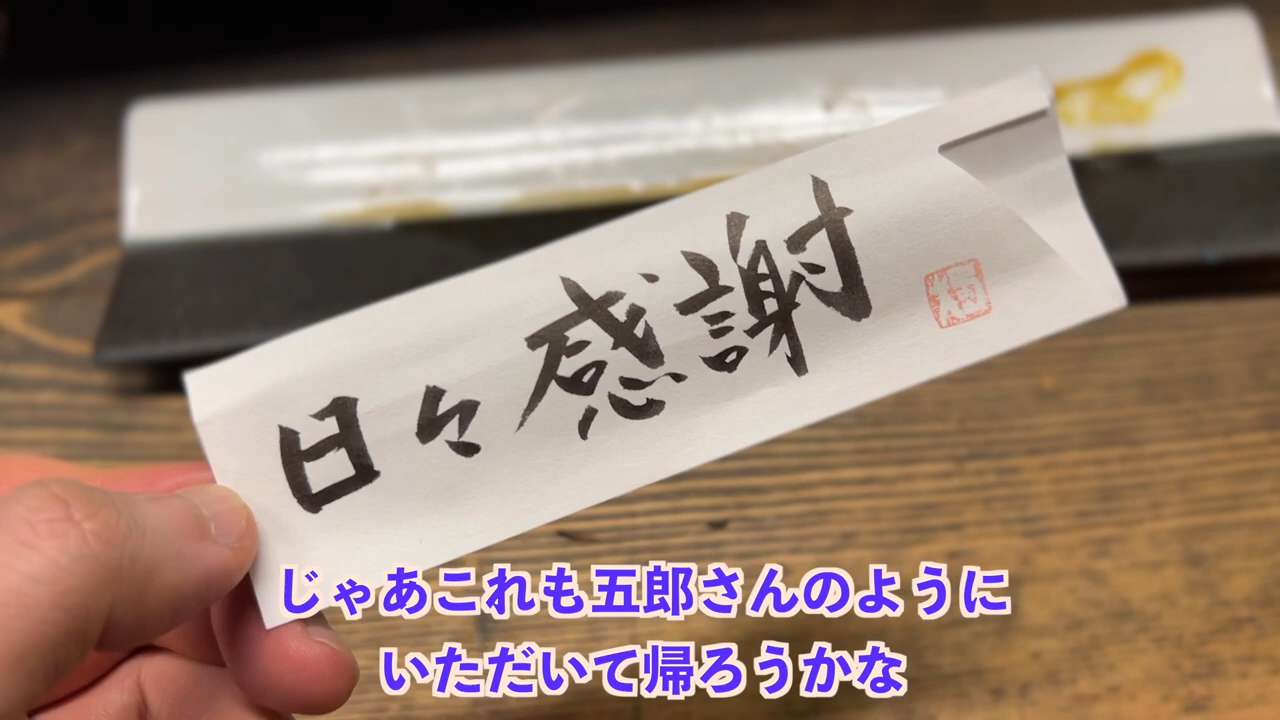 日々感謝
じゃあこれも五郎さんのように
いただいて帰ろうかな